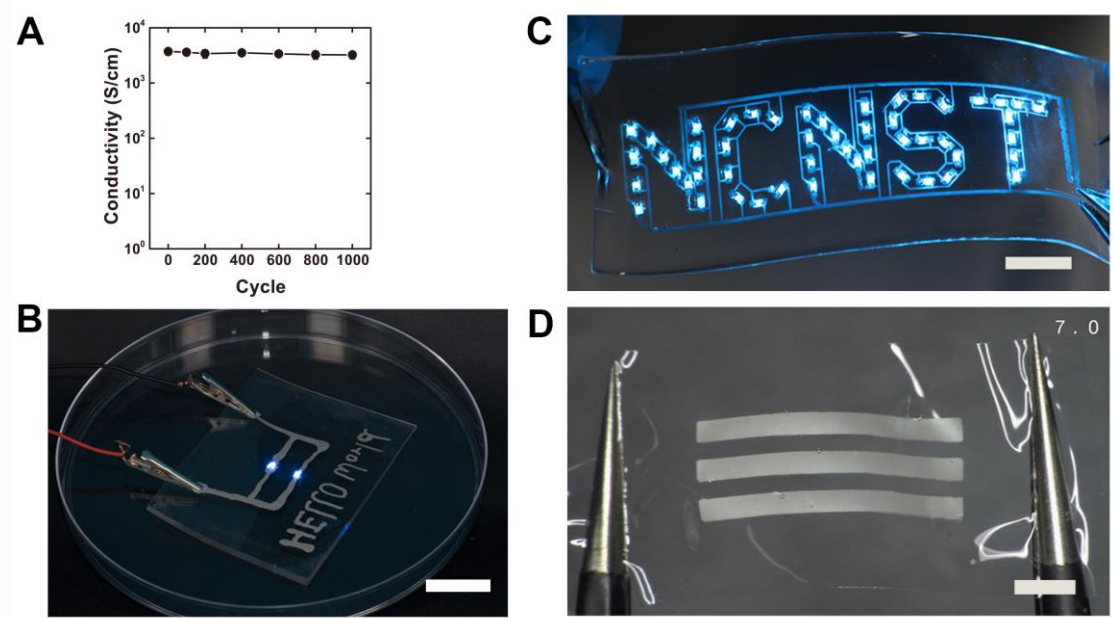 A
10⁴
10³
10²
10¹
10⁰
Conductivity (S/cm)
0 200 400 600 800 1000
Cycle
B
HEllO World
C
NCNST
D
7.0